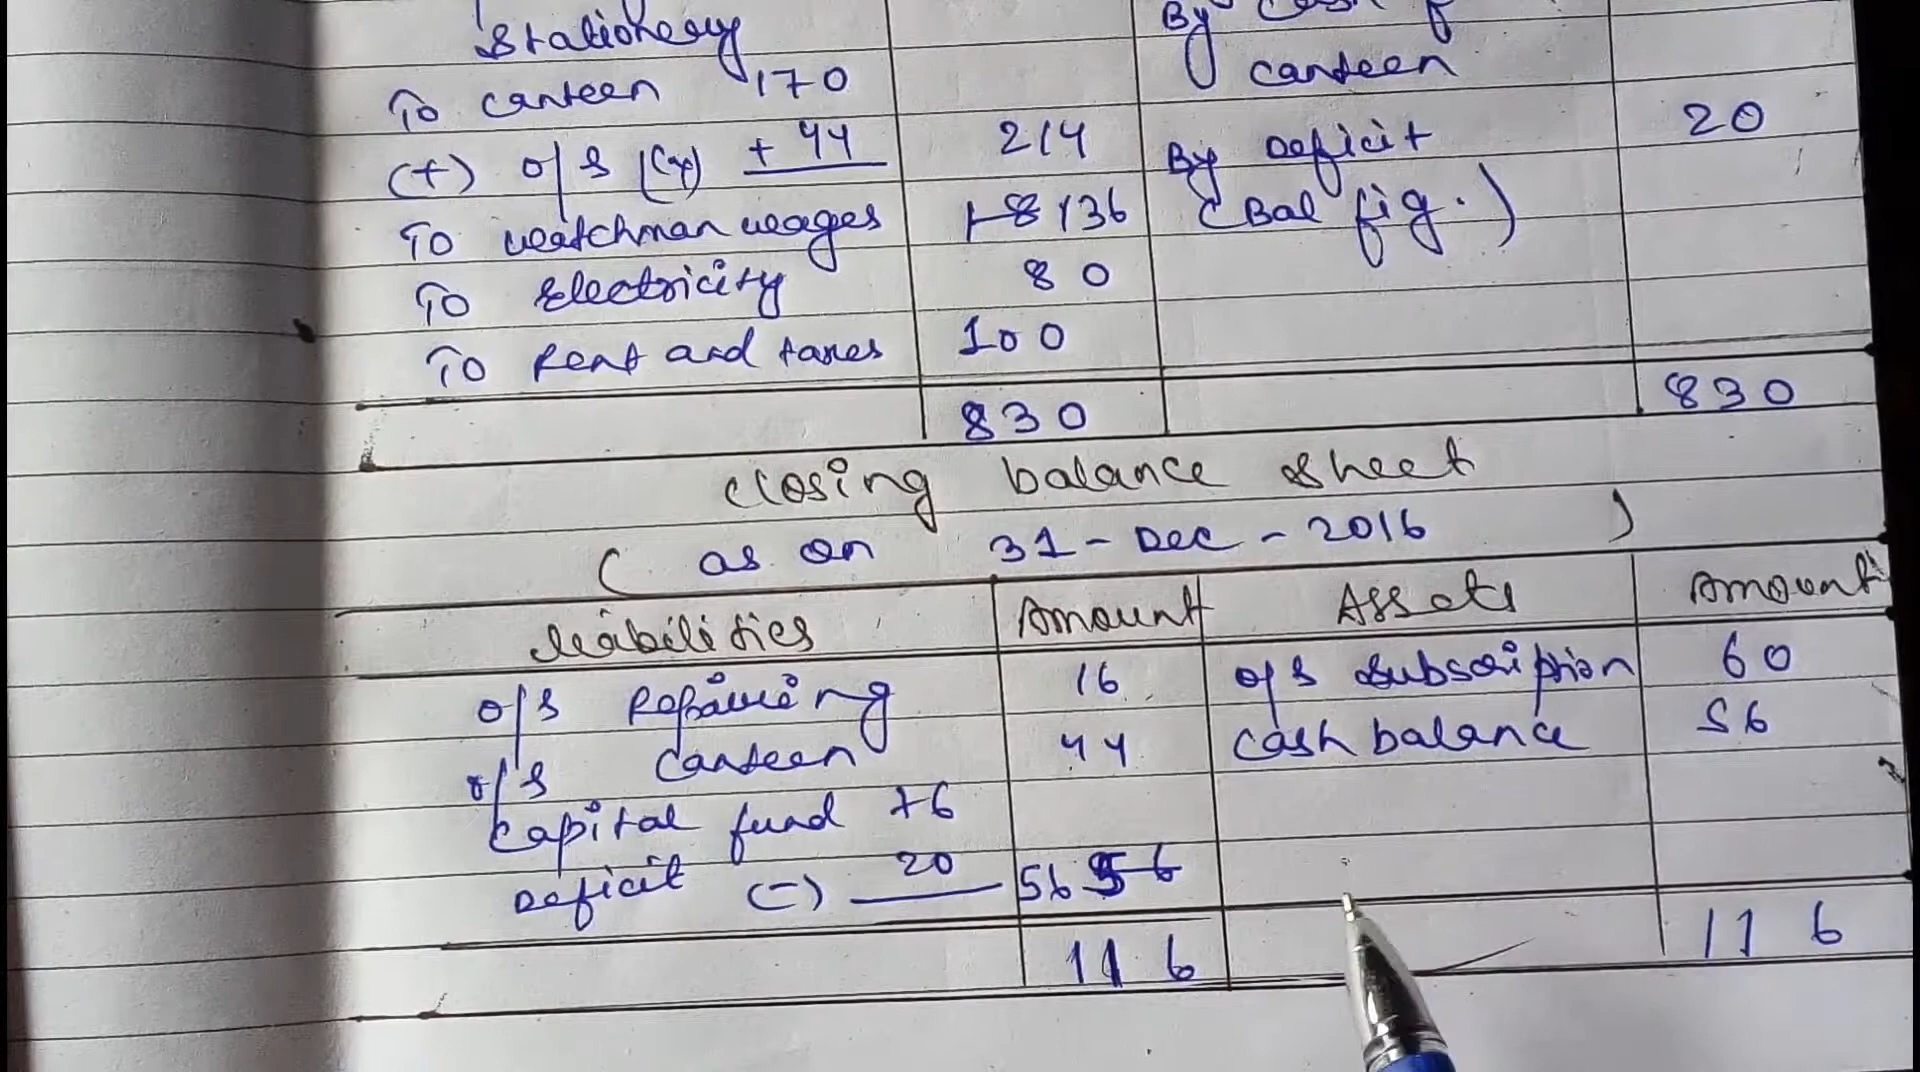 Stationery
By
canteen
To canteen 170
(+) o/s (cy) + 44 214 By Deficit 20
To watchman weages 136 (Bal fig.)
To Electricity 80
To Rent and taxes 100
830 830
closing balance sheet
( as on 31 - Dec - 2016 )
Liabilities Amount Assets Amount
o/s Repairing 16 o/s Subscription 60
o/s Canteen 44 cash balance 56
Capital fund 76
Deficit (-) 20 56
116 116